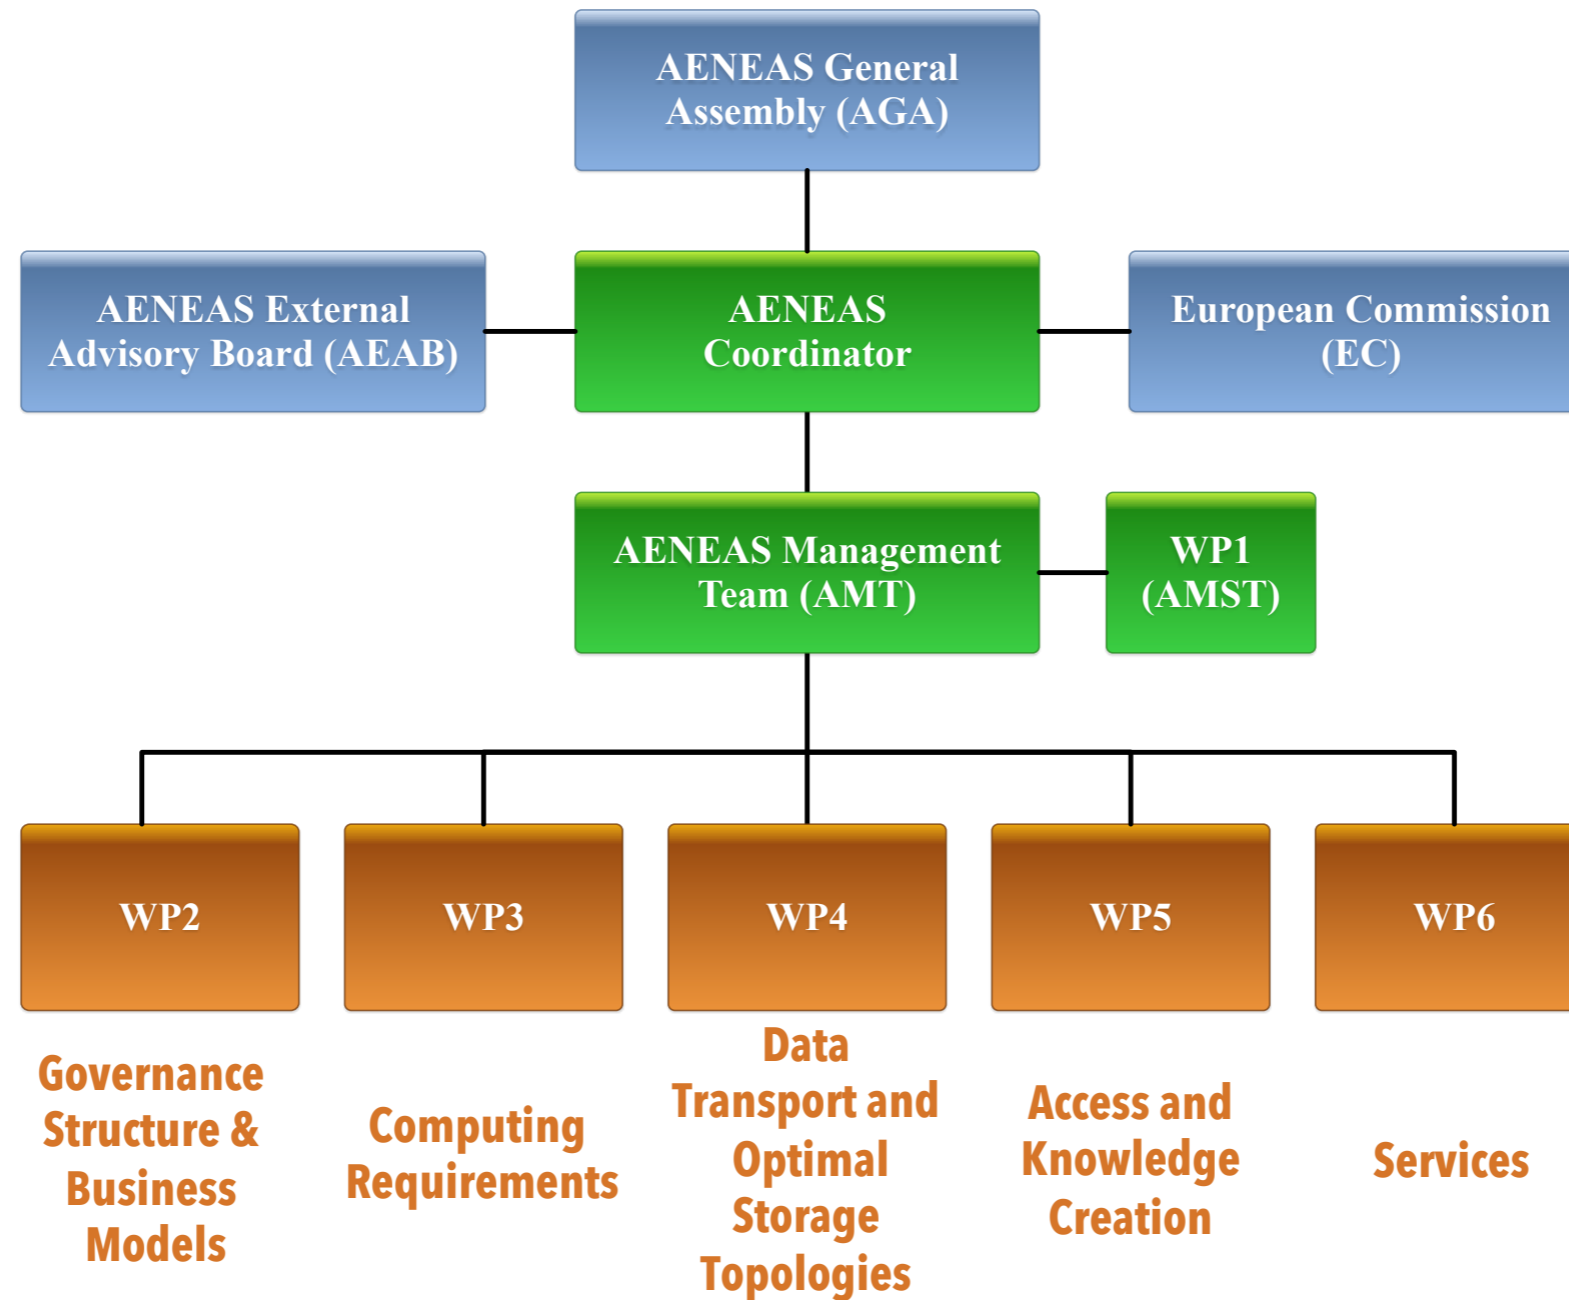 AENEAS General
Assembly (AGA)
AENEAS External
Advisory Board (AEAB)
AENEAS
Coordinator
European Commission
(EC)
AENEAS Management
Team (AMT)
WP1
(AMST)
WP2
WP3
WP4
WP5
WP6
Governance
Structure &
Business
Models
Computing
Requirements
Data
Transport and
Optimal
Storage
Topologies
Access and
Knowledge
Creation
Services